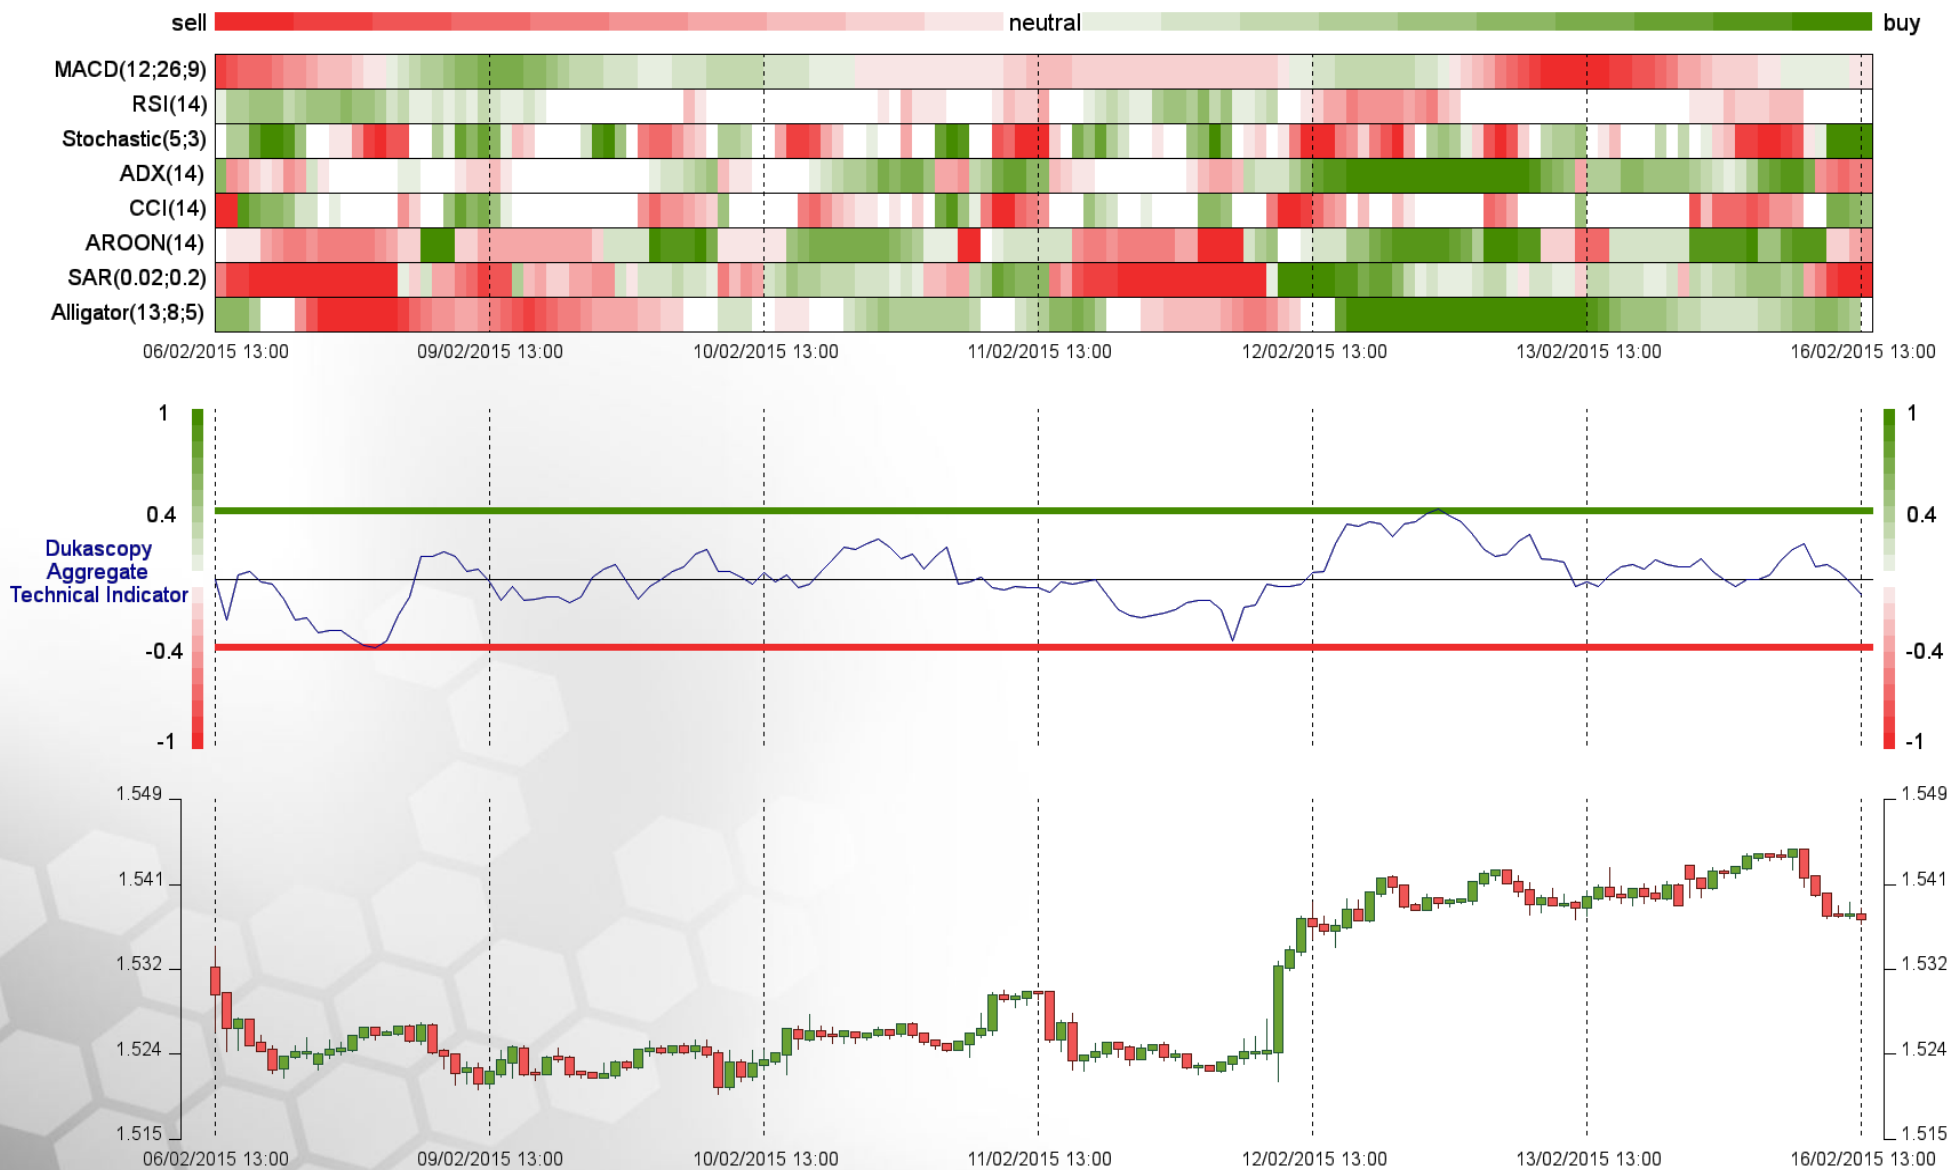 sell neutral buy
MACD(12;26;9)
RSI(14)
Stochastic(5;3)
ADX(14)
CCI(14)
AROON(14)
SAR(0.02;0.2)
Alligator(13;8;5)
06/02/2015 13:00 09/02/2015 13:00 10/02/2015 13:00 11/02/2015 13:00 12/02/2015 13:00 13/02/2015 13:00 16/02/2015 13:00
1 1
0.4 0.4
Dukascopy
Aggregate
Technical Indicator
-0.4 -0.4
-1 -1
1.549 1.549
1.541 1.541
1.532 1.532
1.524 1.524
1.515 1.515
06/02/2015 13:00 09/02/2015 13:00 10/02/2015 13:00 11/02/2015 13:00 12/02/2015 13:00 13/02/2015 13:00 16/02/2015 13:00